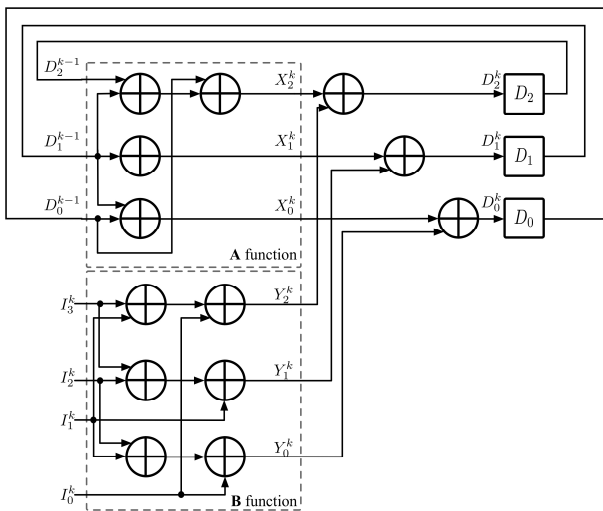 D_2^{k-1} X_2^k D_2^k D_2
D_1^{k-1} X_1^k D_1^k D_1
D_0^{k-1} X_0^k D_0^k D_0
A function
I_3^k Y_2^k
I_2^k Y_1^k
I_1^k
Y_0^k
I_0^k
B function